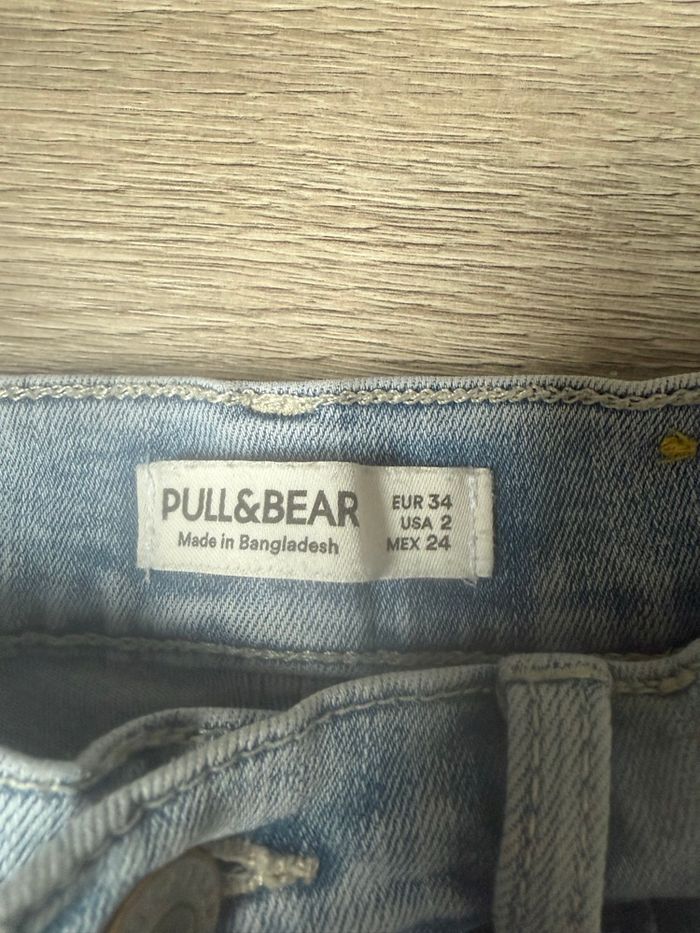 PULL&BEAR
Made in Bangladesh
EUR 34
USA 2
MEX 24